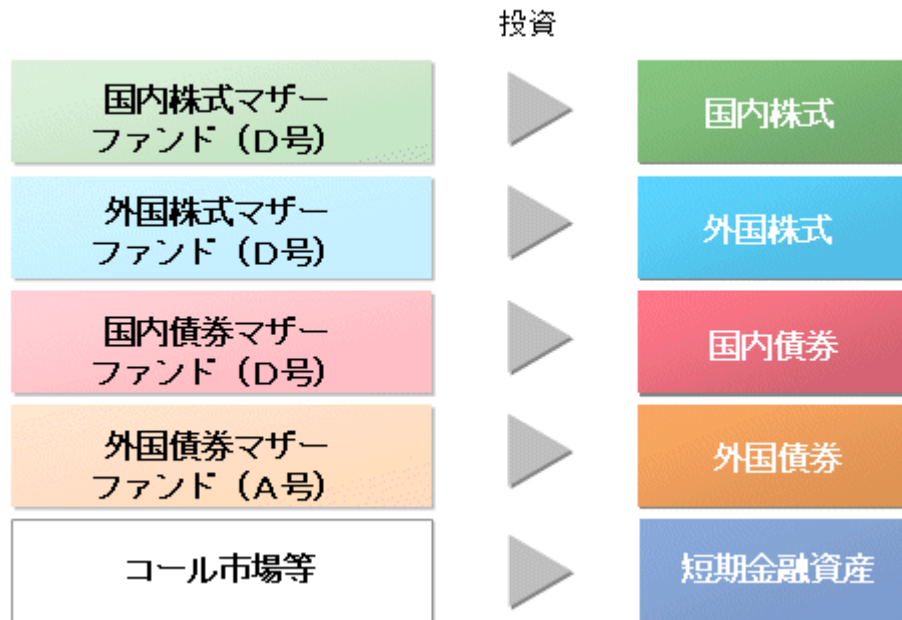 投資
国内株式マザー
ファンド（D号）
国内株式
外国株式マザー
ファンド（D号）
外国株式
国内債券マザー
ファンド（D号）
国内債券
外国債券マザー
ファンド（A号）
外国債券
コール市場等
短期金融資産